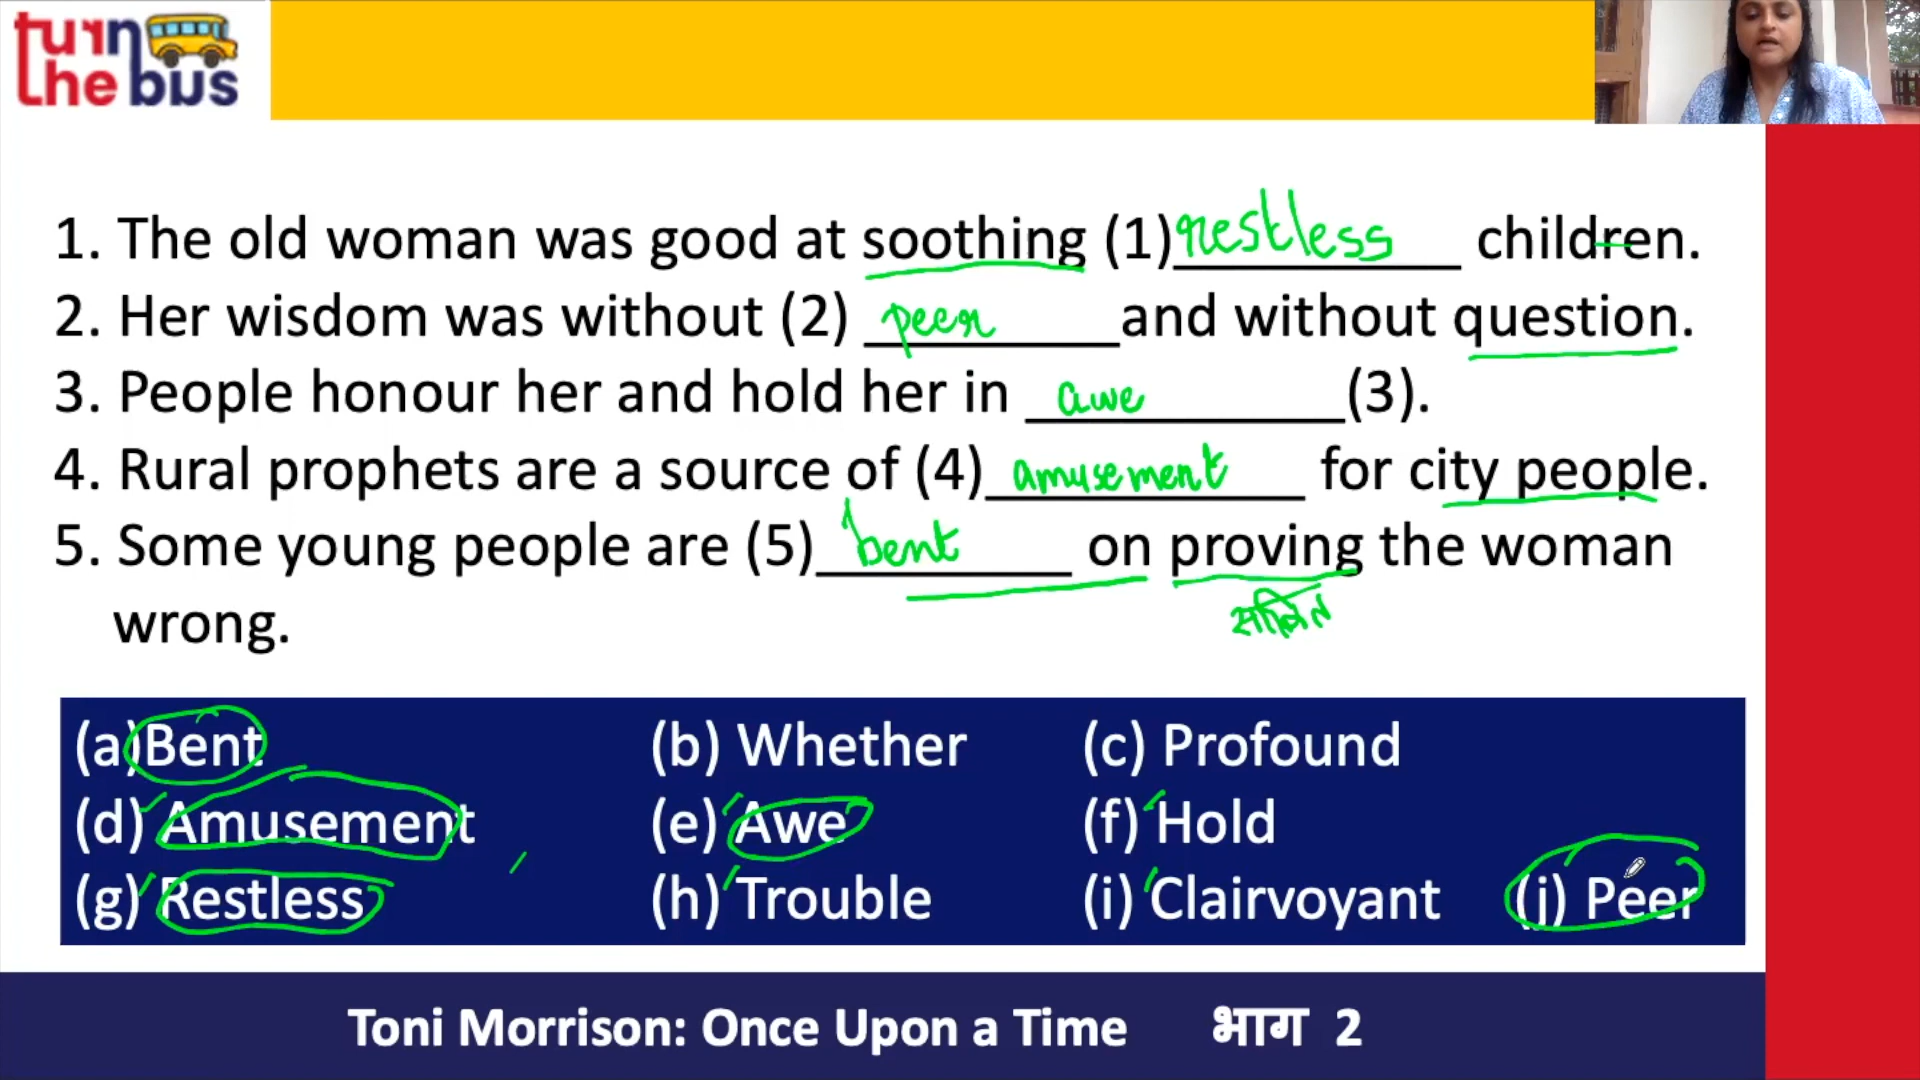 turn
the bus
1. The old woman was good at soothing (1) restless children.
2. Her wisdom was without (2) peer and without question.
3. People honour her and hold her in awe (3).
4. Rural prophets are a source of (4) amusement for city people.
5. Some young people are (5) bent on proving the woman
साबित
wrong.
(a) Bent (b) Whether (c) Profound
(d) Amusement (e) Awe (f) Hold
(g) Restless (h) Trouble (i) Clairvoyant (j) Peer
Toni Morrison: Once Upon a Time भाग 2